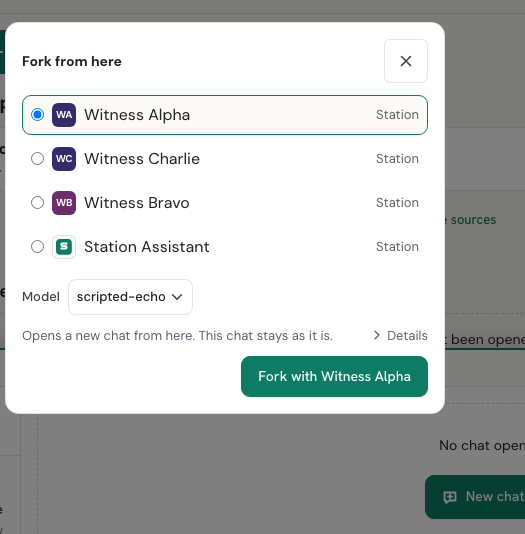 Fork from here
WA Witness Alpha Station
WC Witness Charlie Station
WB Witness Bravo Station
S Station Assistant Station
Model scripted-echo
sources
Opens a new chat from here. This chat stays as it is. Details
been opene
Fork with Witness Alpha
No chat open
New chat